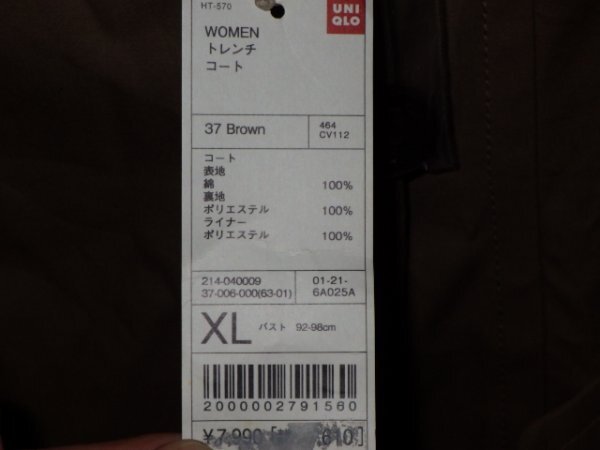 HT-570
UNI
QLO
WOMEN
トレンチ
コート
37 Brown
464
CV112
コート
表地
綿 100%
裏地
ポリエステル 100%
ライナー
ポリエステル 100%
214-040009
37-006-000(63-01)
01-21-
6A025A
XL バスト 92-98cm
2000002791560
¥7,990 610